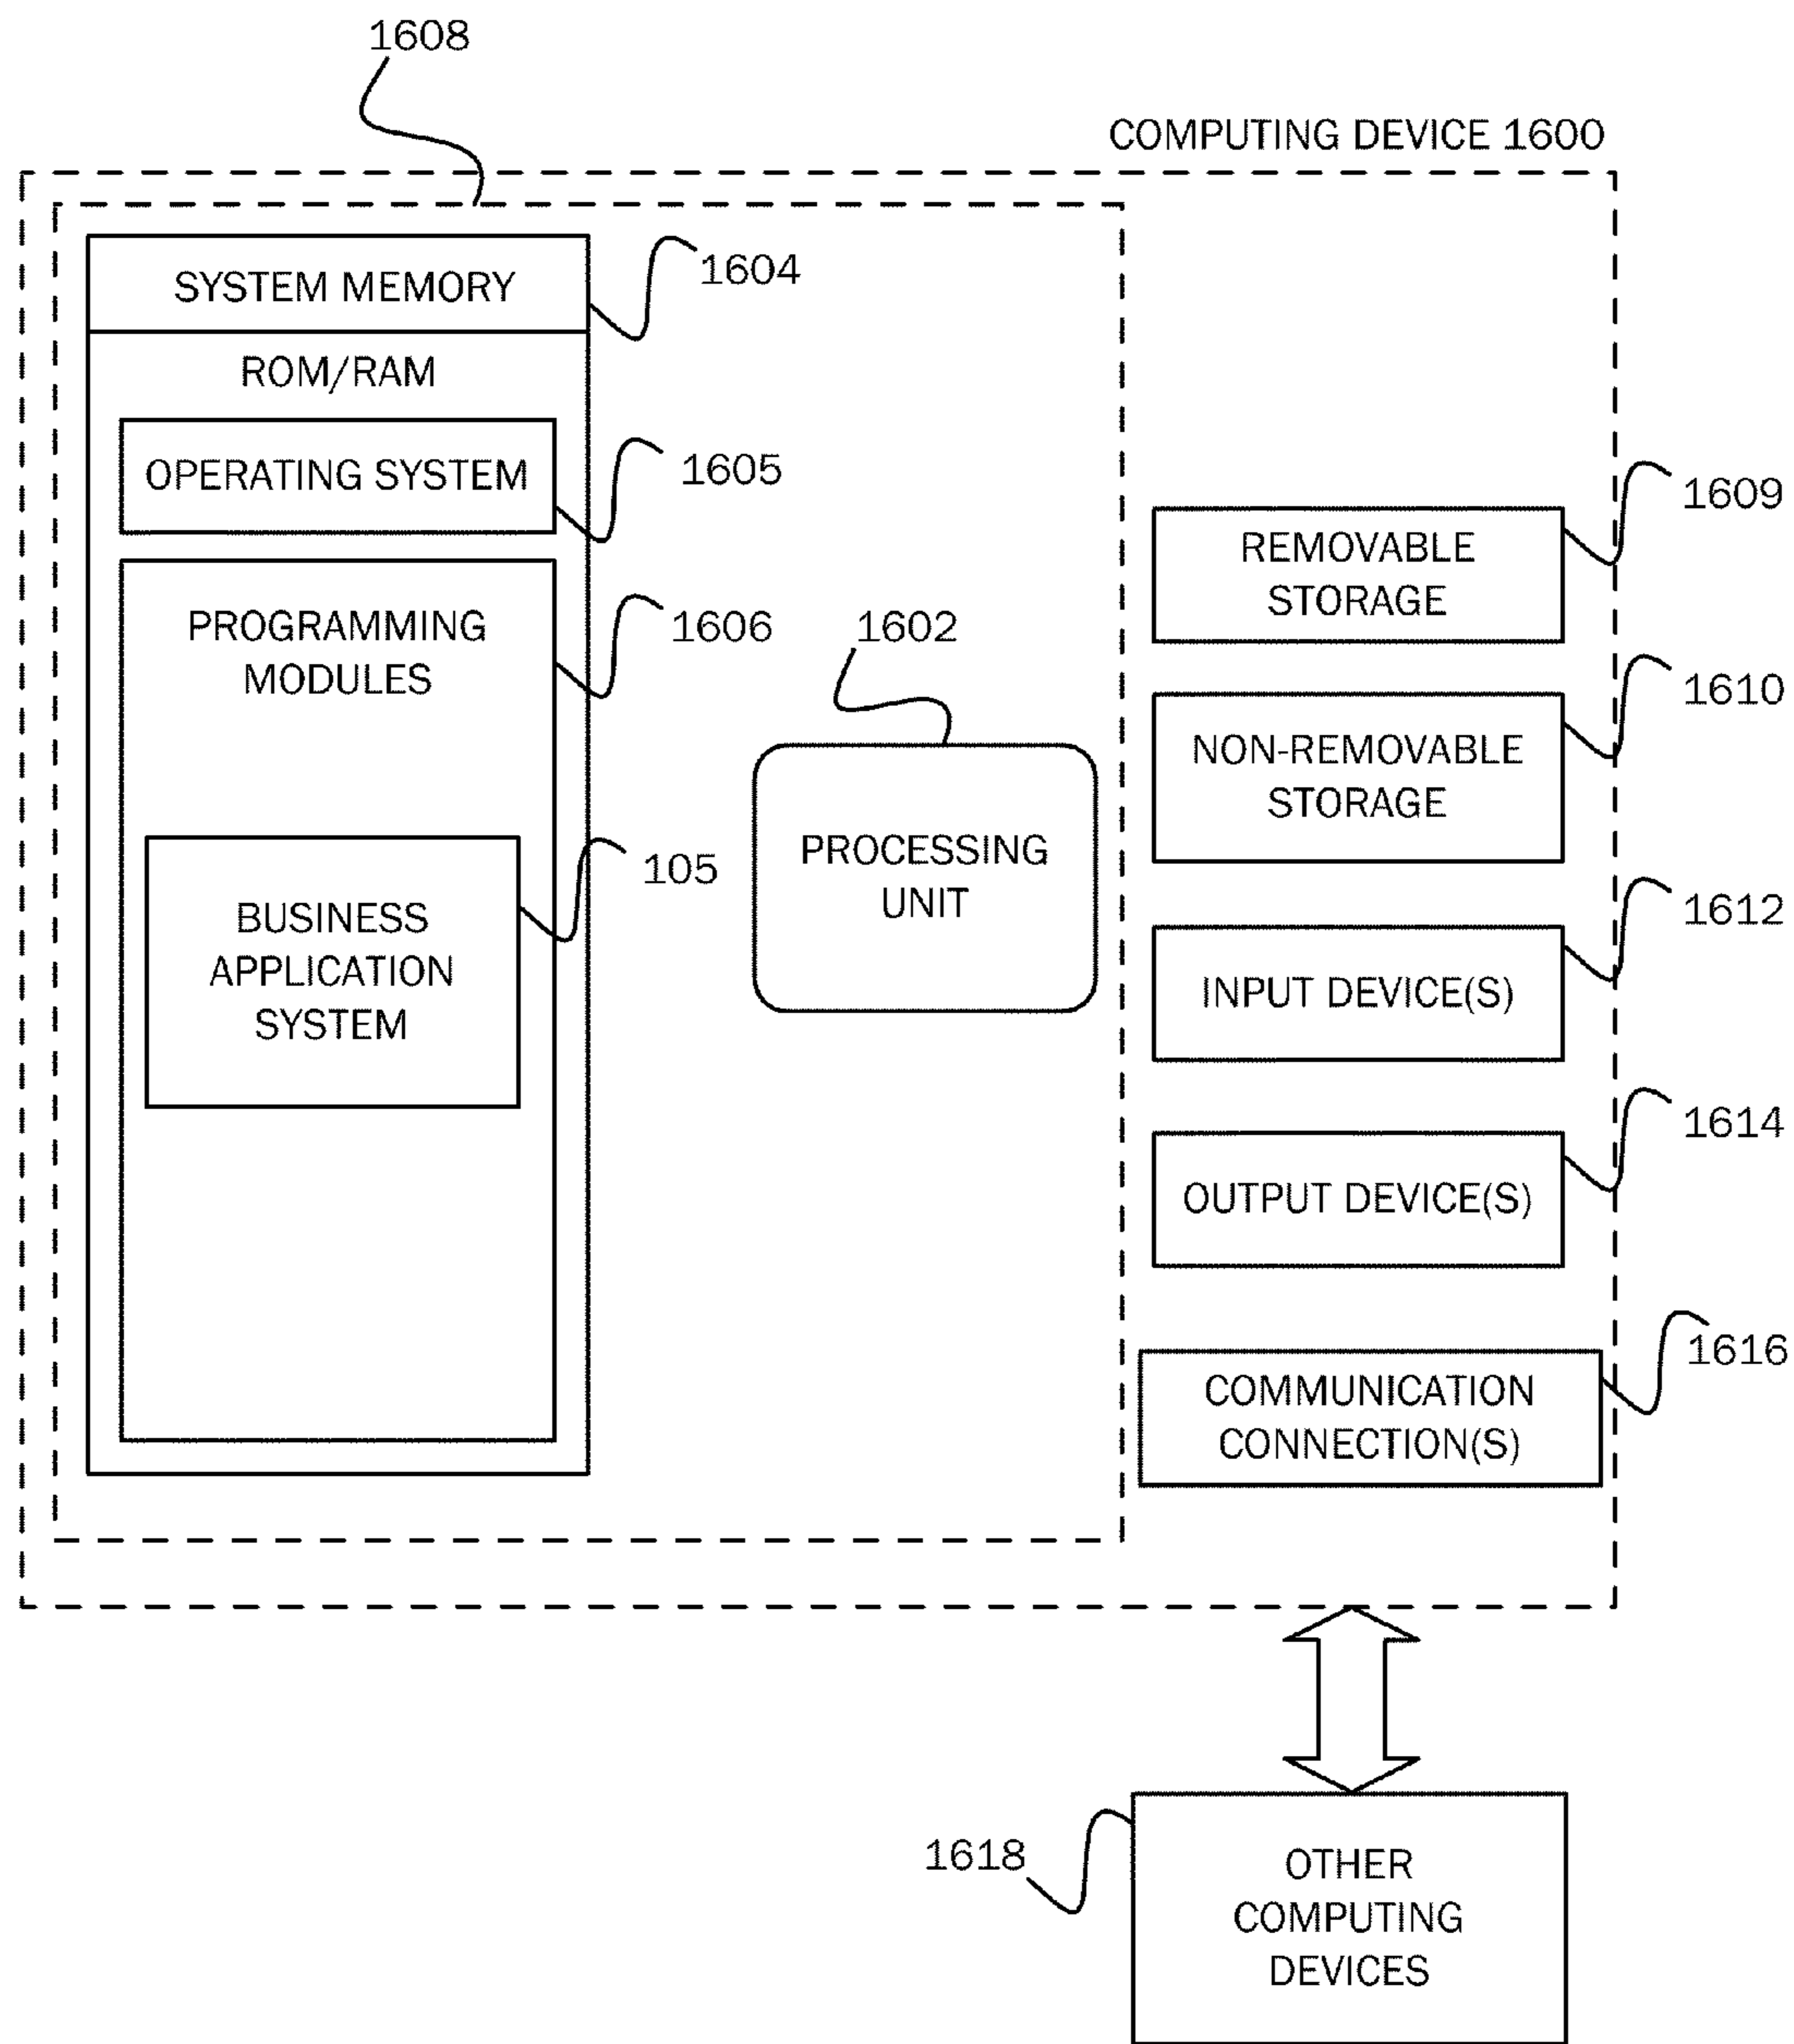 1608
COMPUTING DEVICE 1600
SYSTEM MEMORY
1604
ROM/RAM
OPERATING SYSTEM
1605
PROGRAMMING
MODULES
1606
BUSINESS
APPLICATION
SYSTEM
105
1602
PROCESSING
UNIT
REMOVABLE
STORAGE
1609
NON-REMOVABLE
STORAGE
1610
INPUT DEVICE(S)
1612
OUTPUT DEVICE(S)
1614
COMMUNICATION
CONNECTION(S)
1616
1618
OTHER
COMPUTING
DEVICES